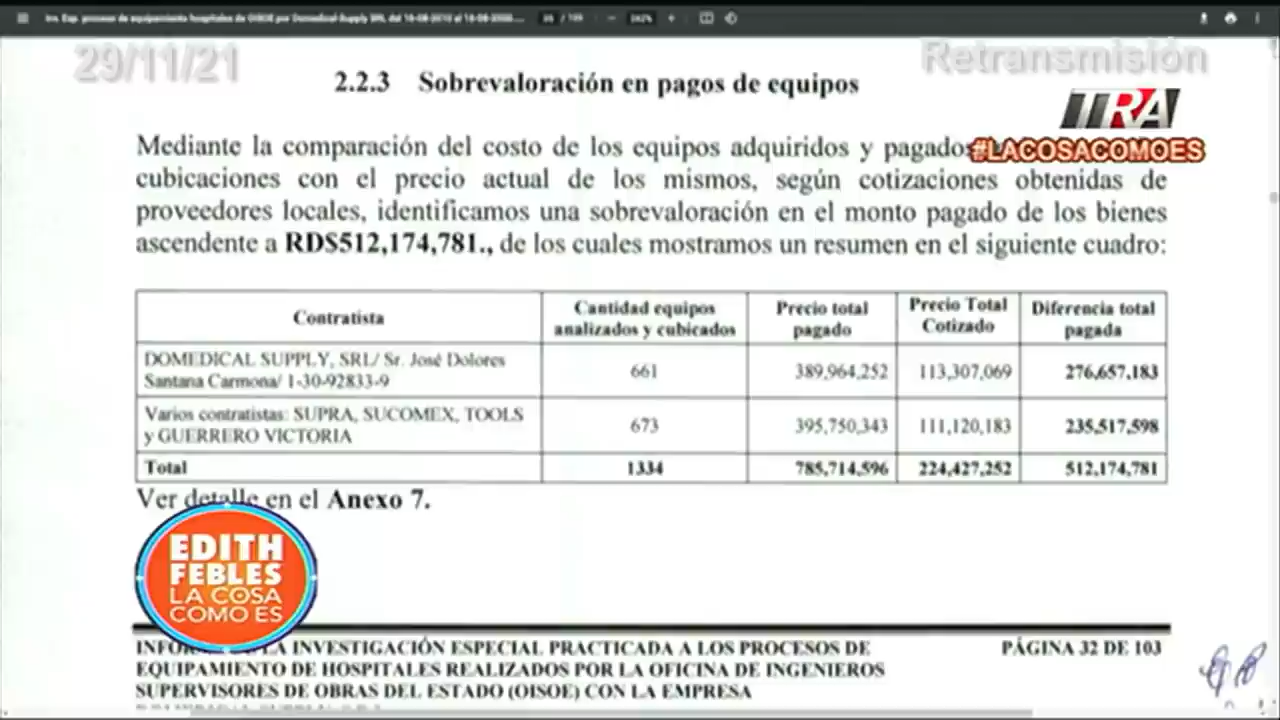 29/11/21
Retransmisión
TRA
#LACOSACOMOES
2.2.3 Sobrevaloración en pagos de equipos
Mediante la comparación del costo de los equipos adquiridos y pagados
cubicaciones con el precio actual de los mismos, según cotizaciones obtenidas de
proveedores locales, identificamos una sobrevaloración en el monto pagado de los bienes
ascendente a RD$512,174,781., de los cuales mostramos un resumen en el siguiente cuadro:
Contratista
Cantidad equipos
analizados y cubicados
Precio total
pagado
Precio Total
Cotizado
Diferencia total
pagada
DOMEDICAL SUPPLY, SRL/ Sr. José Dolores
Santana Carmona/ 1-30-92833-9
661
389,964,252
113,307,069
276,657,183
Varios contratistas: SUPRA, SUCOMEX, TOOLS
y GUERRERO VICTORIA
673
395,750,343
111,120,183
235,517,598
Total
1334
785,714,596
224,427,252
512,174,781
Ver detalle en el Anexo 7.
EDITH
FEBLES
LA COSA
COMO ES
LA INVESTIGACIÓN ESPECIAL PRACTICADA A LOS PROCESOS DE
EQUIPAMIENTO DE HOSPITALES REALIZADOS POR LA OFICINA DE INGENIEROS
SUPERVISORES DE OBRAS DEL ESTADO (OISOE) CON LA EMPRESA
PÁGINA 32 DE 103